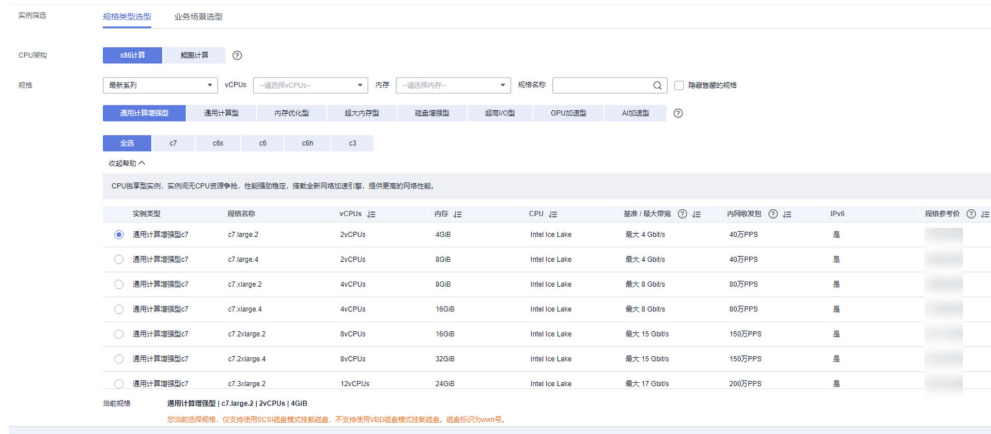 实例筛选 规格类型选型 业务场景选型
CPU架构 x86计算 鲲鹏计算 ?
规格 最新系列 vCPUs --请选择vCPUs-- 内存 --请选择内存-- 规格名称 隐藏售罄的规格
通用计算增强型 通用计算型 内存优化型 超大内存型 磁盘增强型 超高I/O型 GPU加速型 AI加速型 ?
全选 c7 c6s c6 c6h c3
收起帮助
CPU独享型实例，实例间无CPU资源争抢，性能强劲稳定，搭载全新网络加速引擎，提供更高的网络性能。
实例类型 规格名称 vCPUs 内存 CPU 基准 / 最大带宽 ? 内网收发包 ? IPv6 规格参考价 ?
通用计算增强型c7 c7.large.2 2vCPUs 4GiB Intel Ice Lake 最大 4 Gbit/s 40万PPS 是
通用计算增强型c7 c7.large.4 2vCPUs 8GiB Intel Ice Lake 最大 4 Gbit/s 40万PPS 是
通用计算增强型c7 c7.xlarge.2 4vCPUs 8GiB Intel Ice Lake 最大 8 Gbit/s 80万PPS 是
通用计算增强型c7 c7.xlarge.4 4vCPUs 16GiB Intel Ice Lake 最大 8 Gbit/s 80万PPS 是
通用计算增强型c7 c7.2xlarge.2 8vCPUs 16GiB Intel Ice Lake 最大 15 Gbit/s 150万PPS 是
通用计算增强型c7 c7.2xlarge.4 8vCPUs 32GiB Intel Ice Lake 最大 15 Gbit/s 150万PPS 是
通用计算增强型c7 c7.3xlarge.2 12vCPUs 24GiB Intel Ice Lake 最大 17 Gbit/s 200万PPS 是
当前规格 通用计算增强型 | c7.large.2 | 2vCPUs | 4GiB
您当前选择规格，仅支持使用SCSI磁盘模式挂载磁盘，不支持使用VBD磁盘模式挂载磁盘。磁盘标识为wwn号。